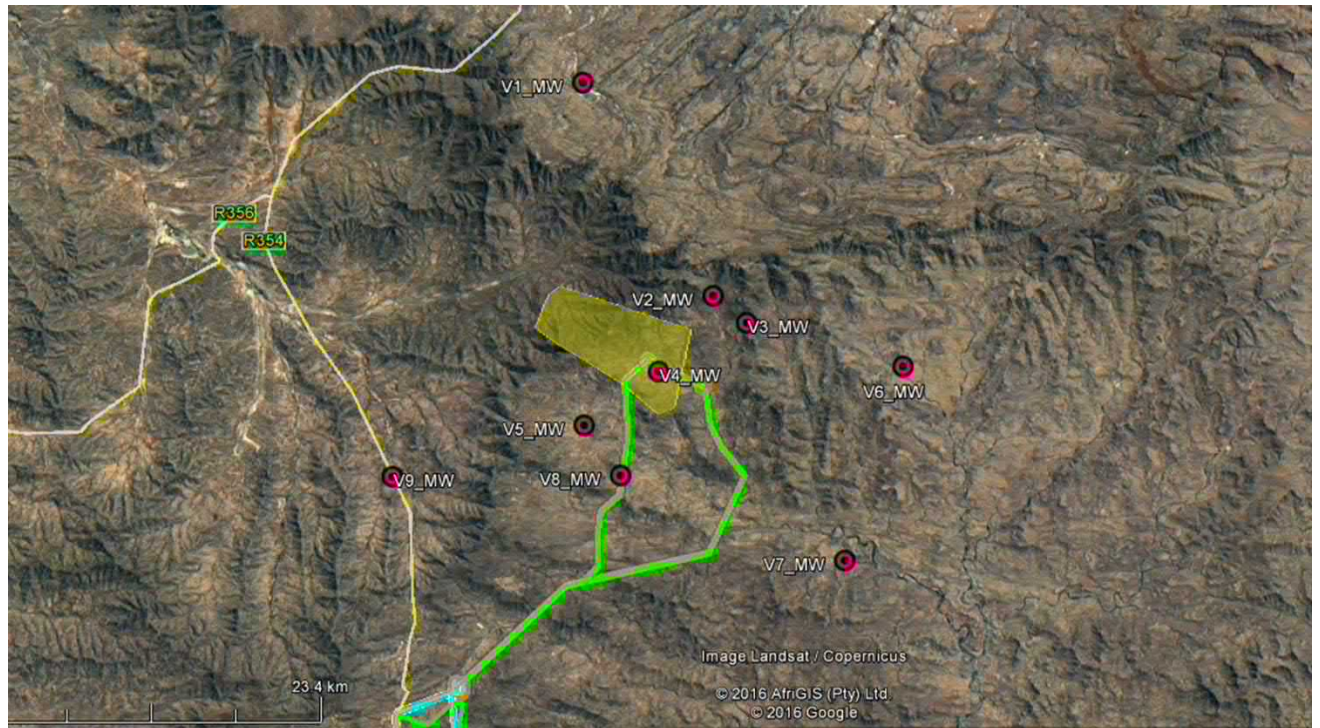 V1_MW
R356
R354
V2_MW
V3_MW
V4_MW
V6_MW
V5_MW
V9_MW
V8_MW
V7_MW
Image Landsat / Copernicus
23.4 km
© 2016 AfriGIS (Pty) Ltd.
© 2016 Google